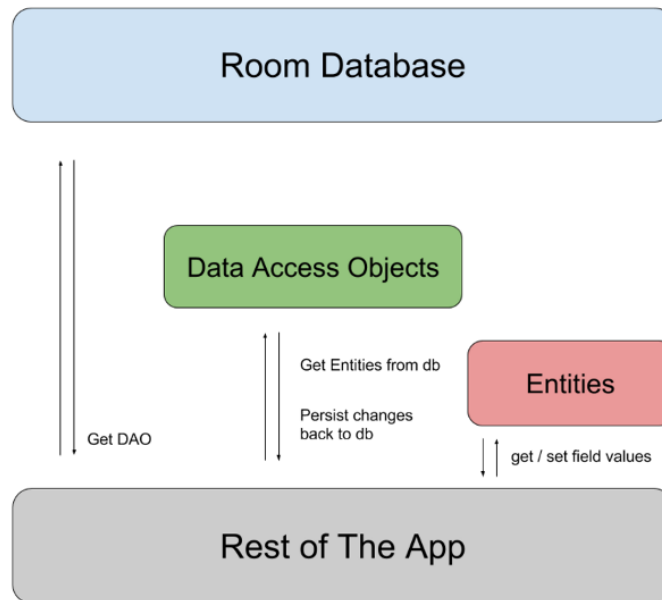 Room Database
Data Access Objects
Get Entities from db
Persist changes
back to db
Entities
Get DAO
get / set field values
Rest of The App